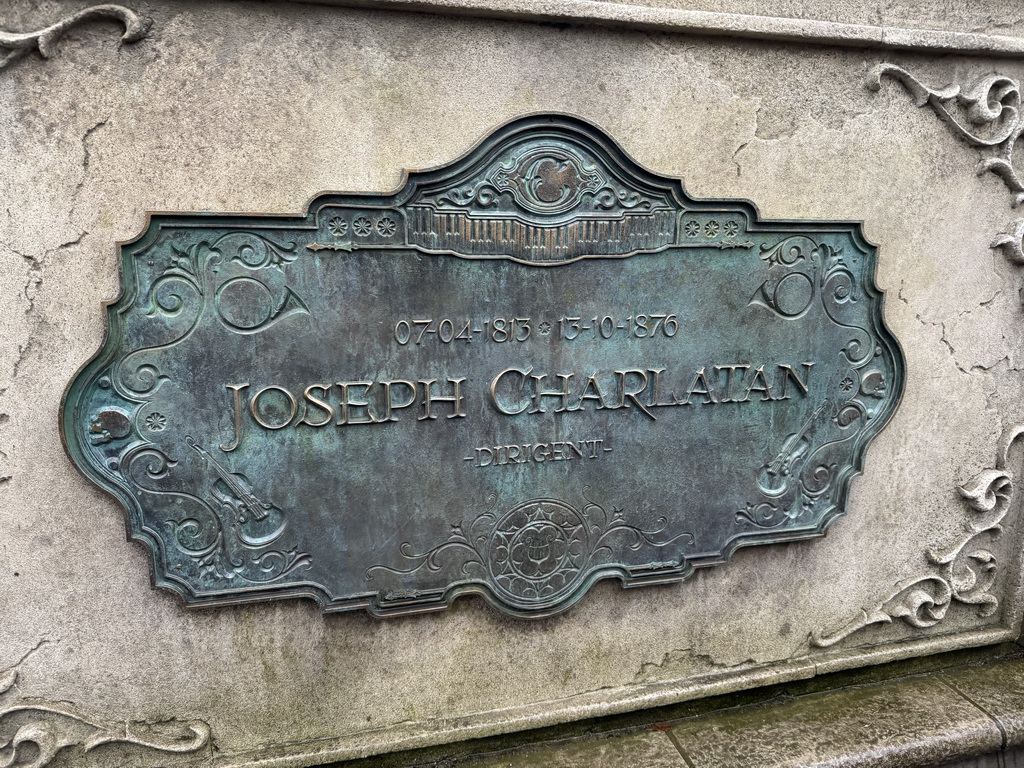 07-04-1813 * 13-10-1876
JOSEPH CHARLATAN
-DIRIGENT-